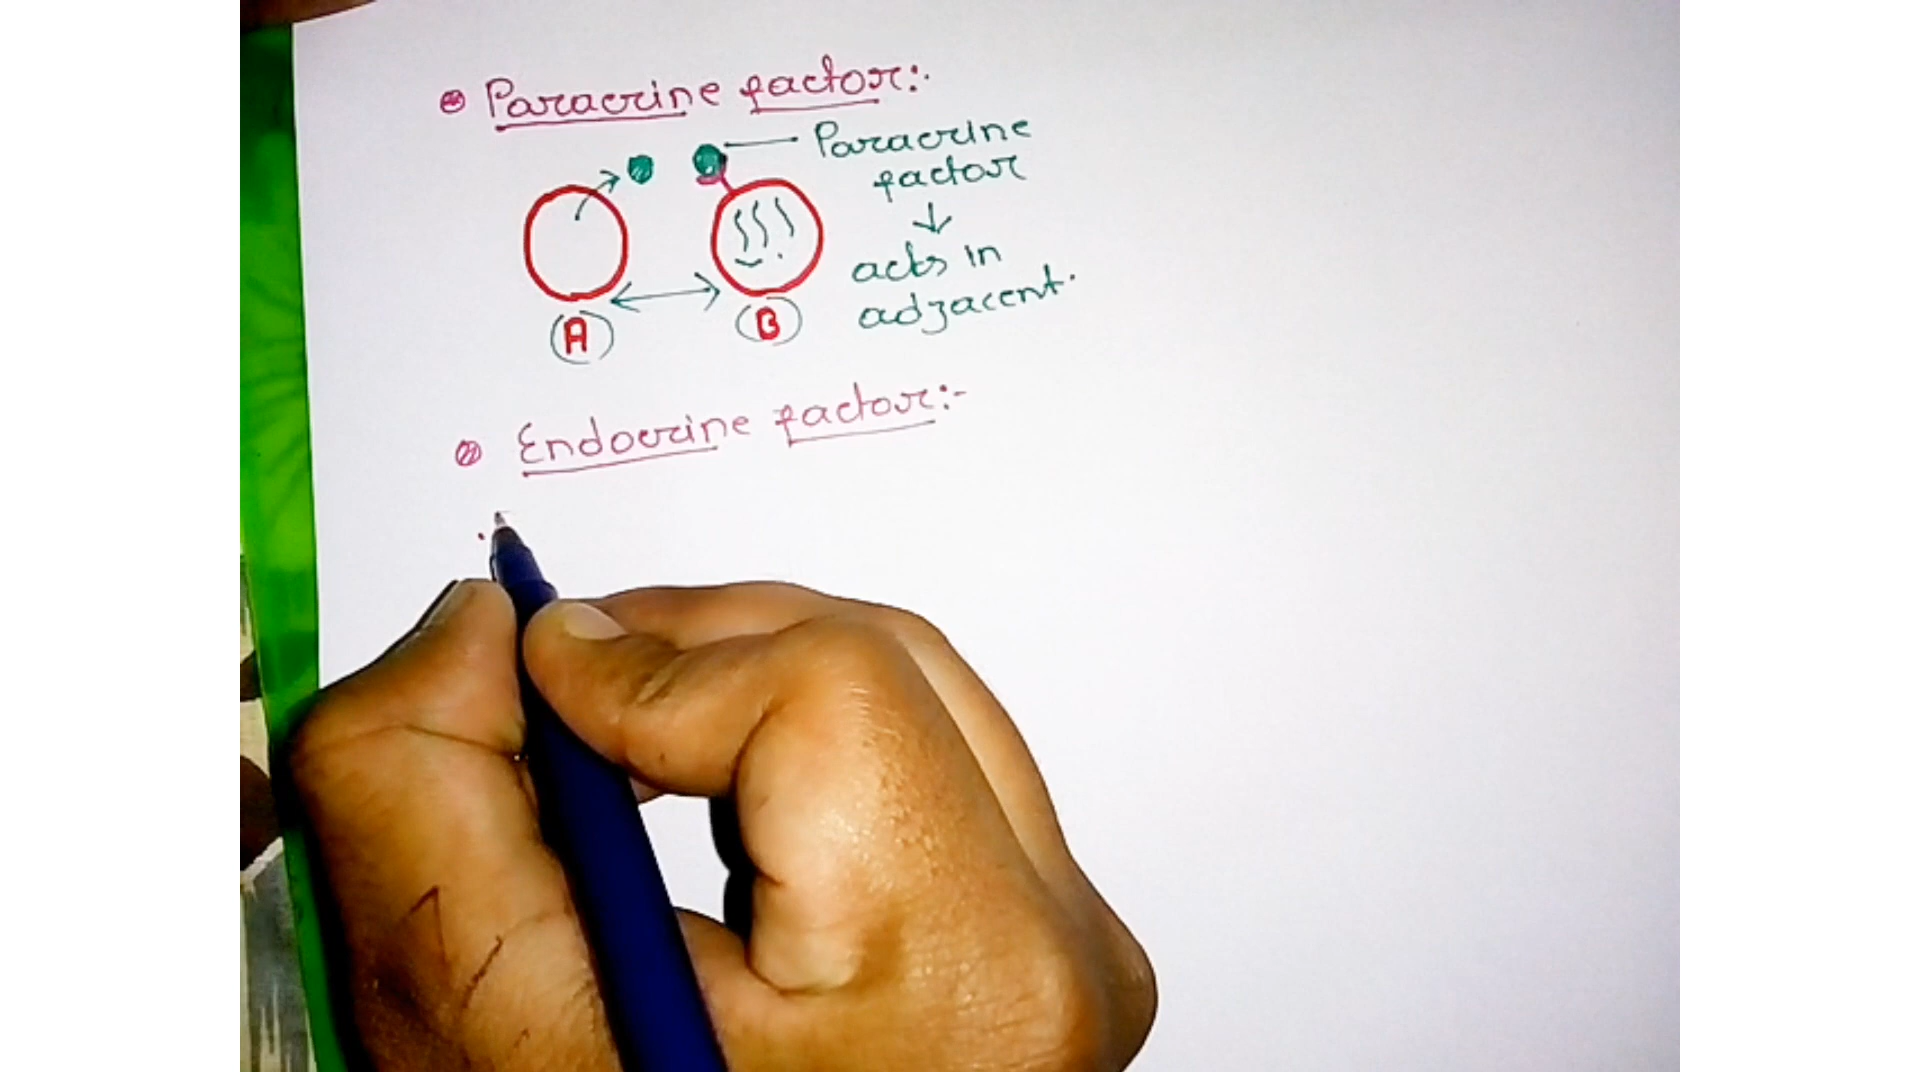 Paracrine factor:-
Paracrine
factor
acts in
adjacent.
A
B
Endocrine factor:-